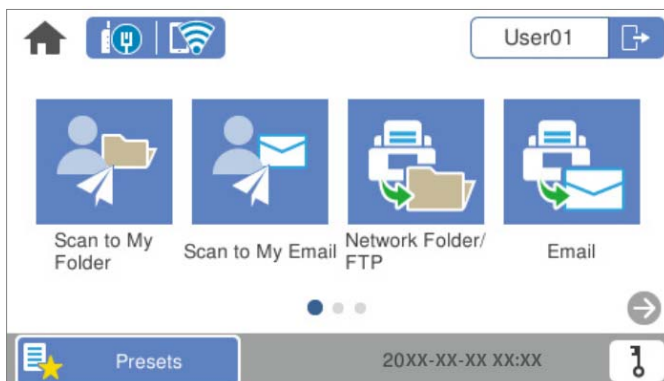 User01
Scan to My
Folder
Scan to My Email
Network Folder/
FTP
Email
Presets
20XX-XX-XX XX:XX